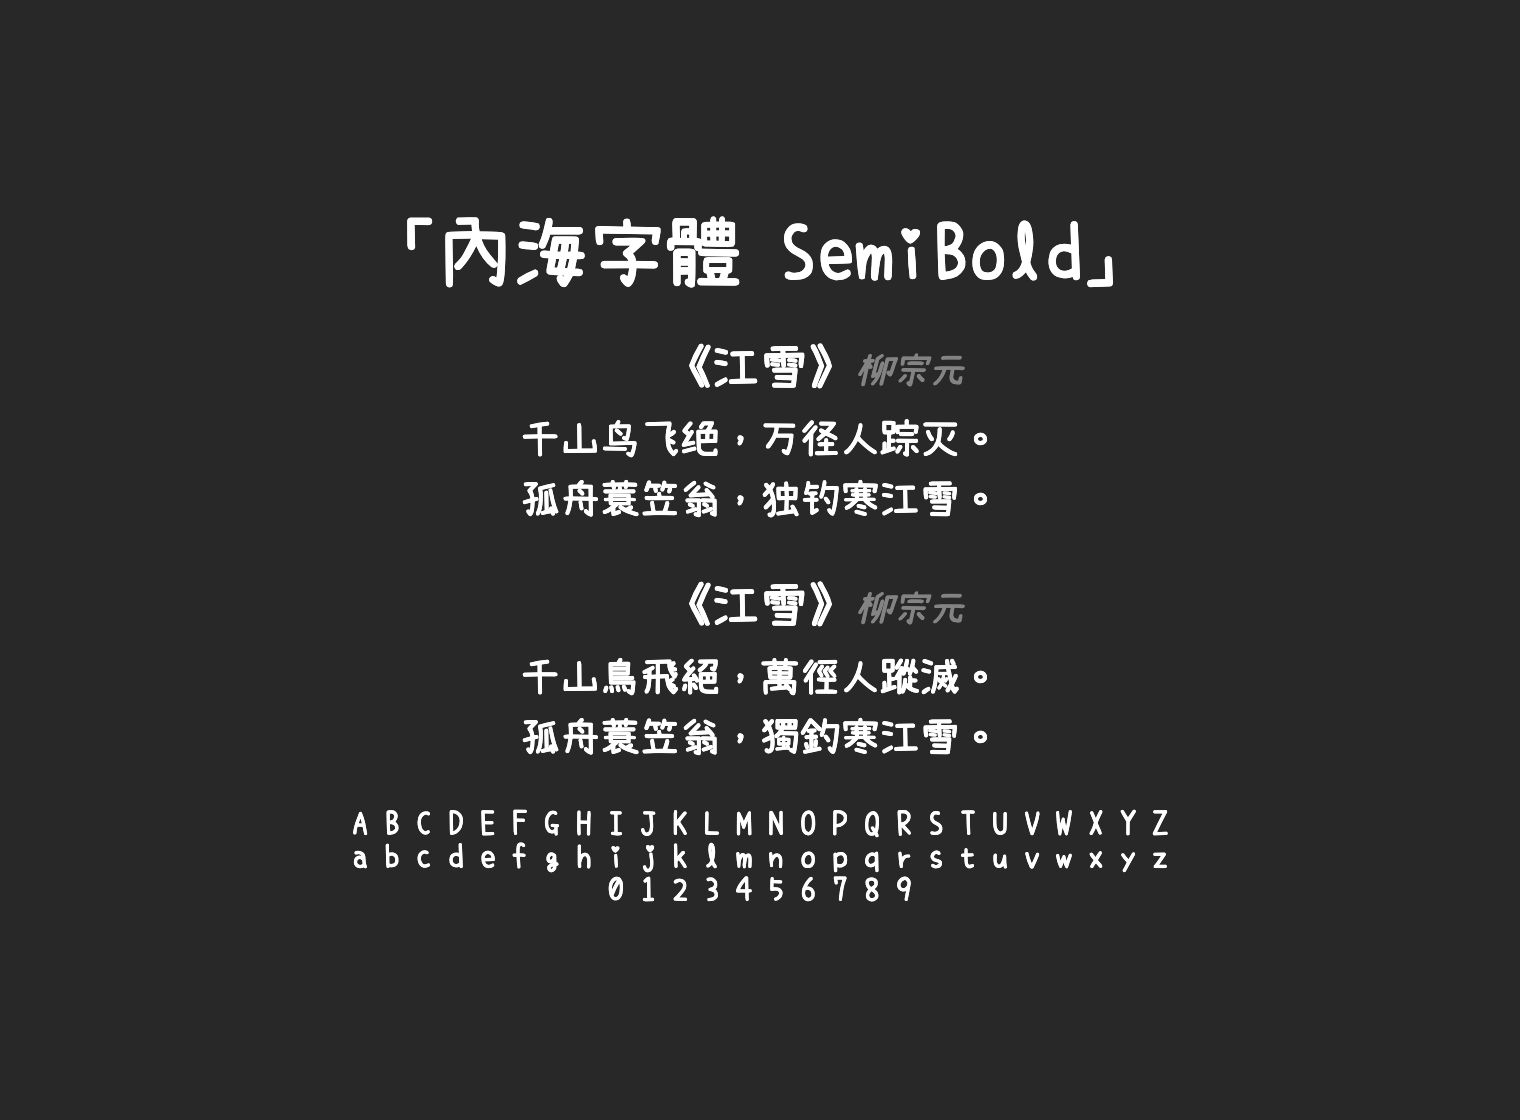 「內海字體 SemiBold」
《江雪》柳宗元
千山鸟飞绝，万径人踪灭。
孤舟蓑笠翁，独钓寒江雪。
《江雪》柳宗元
千山鳥飛絕，萬徑人蹤滅。
孤舟蓑笠翁，獨釣寒江雪。
A B C D E F G H I J K L M N O P Q R S T U V W X Y Z
a b c d e f g h i j k l m n o p q r s t u v w x y z
0 1 2 3 4 5 6 7 8 9